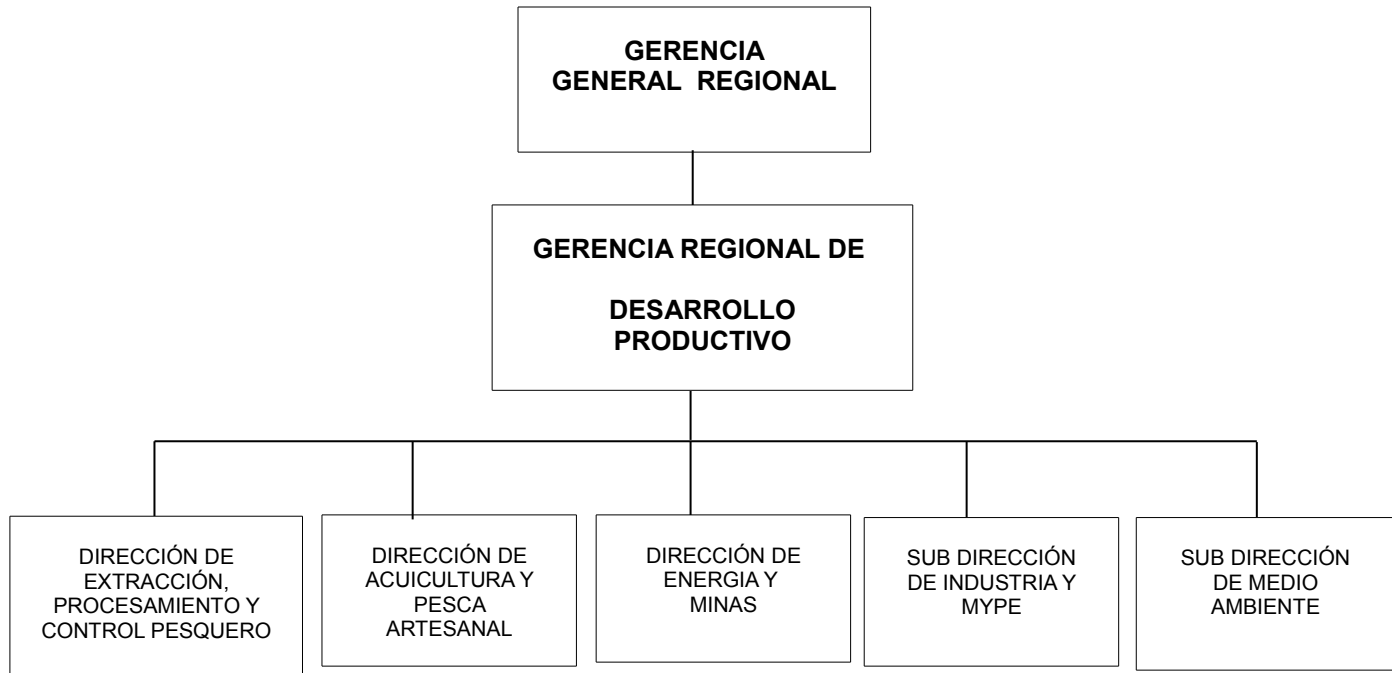 GERENCIA
GENERAL REGIONAL
GERENCIA REGIONAL DE
DESARROLLO
PRODUCTIVO
DIRECCIÓN DE
EXTRACCIÓN,
PROCESAMIENTO Y
CONTROL PESQUERO
DIRECCIÓN DE
ACUICULTURA Y
PESCA
ARTESANAL
DIRECCIÓN DE
ENERGIA Y
MINAS
SUB DIRECCIÓN
DE INDUSTRIA Y
MYPE
SUB DIRECCIÓN
DE MEDIO
AMBIENTE